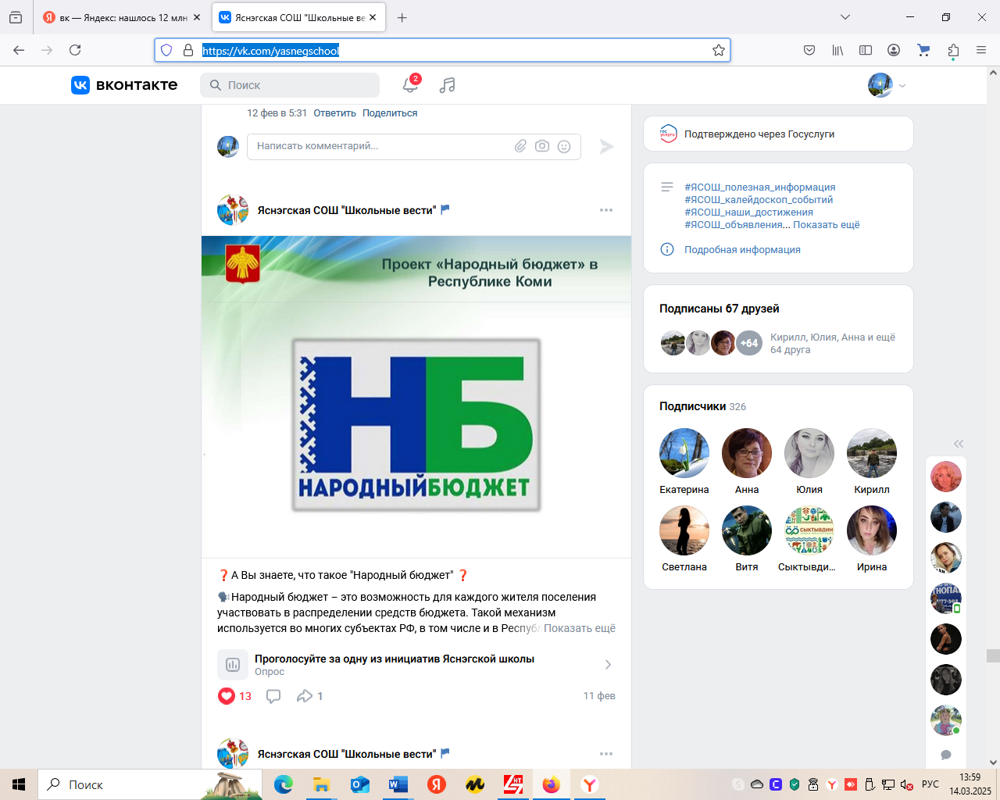 вк — Яндекс: нашлось 12 млн
Яснэгская СОШ "Школьные ве
https://vk.com/yasnegschool
вконтакте
Поиск
2
12 фев в 5:31 Ответить Поделиться
Написать комментарий...
Яснэгская СОШ "Школьные вести"
Проект «Народный бюджет» в
Республике Коми
НБ
НАРОДНЫЙБЮДЖЕТ
❓А Вы знаете, что такое "Народный бюджет" ❓
🗣Народный бюджет – это возможность для каждого жителя поселения
участвовать в распределении средств бюджета. Такой механизм
используется во многих субъектах РФ, в том числе и в Республ Показать ещё
Проголосуйте за одну из инициатив Яснэгской школы
Опрос
13
1
11 фев
Яснэгская СОШ "Школьные вести"
госуслуги
Подтверждено через Госуслуги
#ЯСОШ_полезная_информация
#ЯСОШ_калейдоскоп_событий
#ЯСОШ_наши_достижения
#ЯСОШ_объявления... Показать ещё
Подробная информация
Подписаны 67 друзей
+64
Кирилл, Юлия, Анна и ещё
64 друга
Подписчики 326
Екатерина Анна Юлия Кирилл
СЫКТЫВДИН
Светлана Витя Сыктывди... Ирина
Поиск
РУС
13:59
14.03.2025